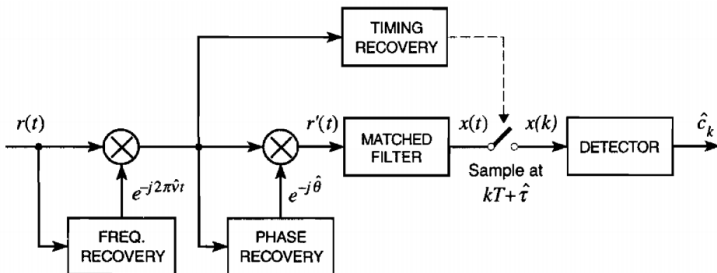 TIMING
RECOVERY
r(t)
r'(t)
MATCHED
FILTER
x(t)
x(k)
DETECTOR
ĉ_k
Sample at
kT+τ̂
e^{-j2πν̂t}
e^{-jθ̂}
FREQ.
RECOVERY
PHASE
RECOVERY